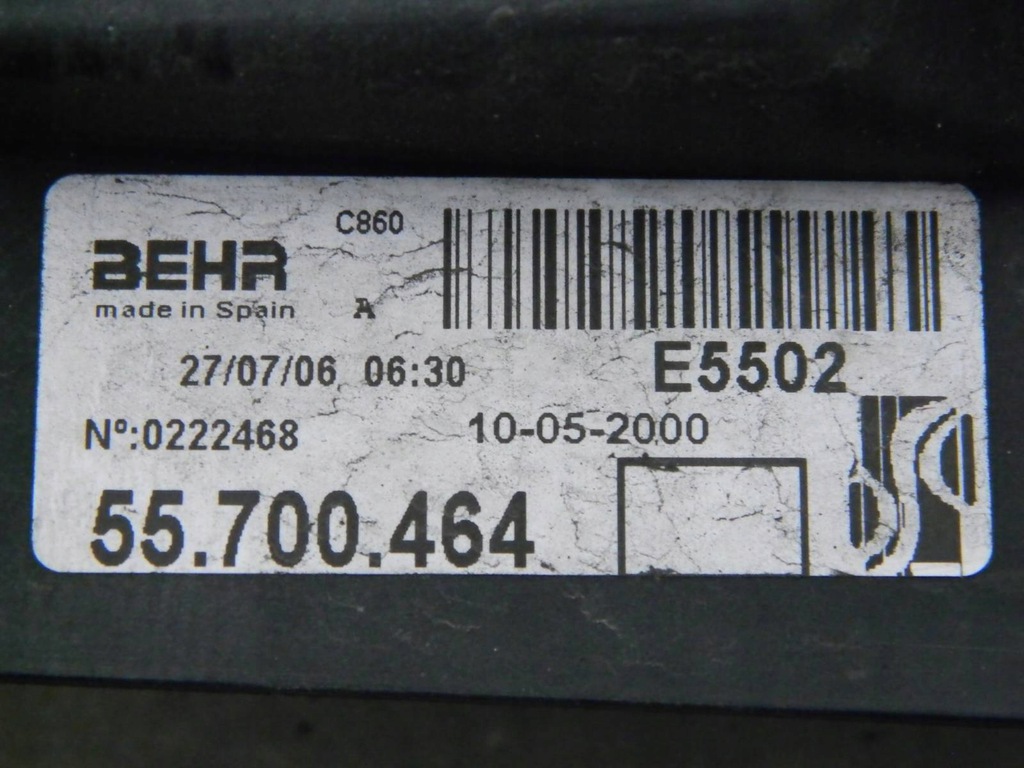 C860
BEHR
made in Spain A
27/07/06 06:30 E5502
Nº:0222468 10-05-2000
55.700.464